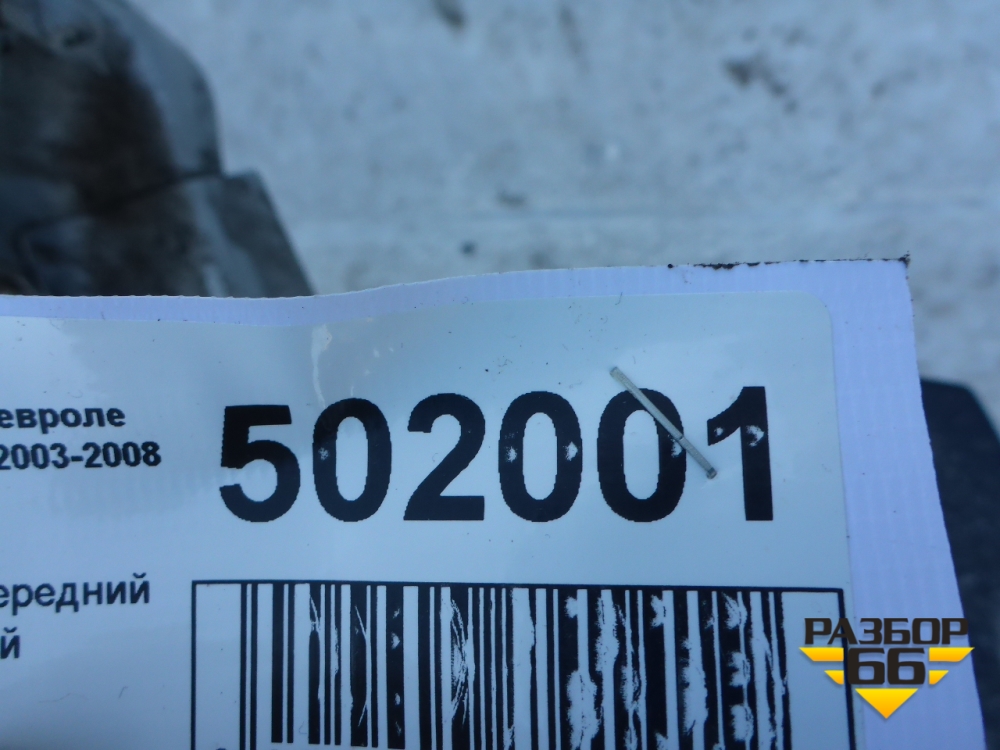 евроле
2003-2008
502001
ередний
й
РАЗБОР
66